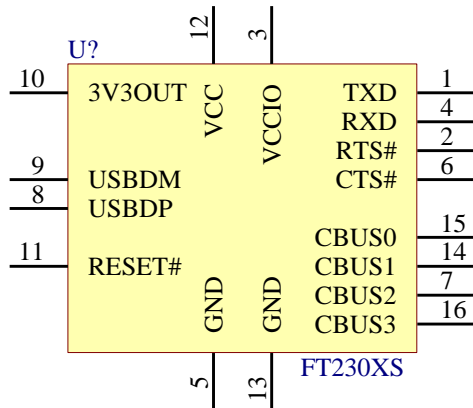 12 3
U?
10 3V3OUT VCC VCCIO TXD 1
RXD 4
RTS# 2
9 USBDM CTS# 6
8 USBDP
CBUS0 15
11 RESET# CBUS1 14
GND GND CBUS2 7
CBUS3 16
5 13 FT230XS